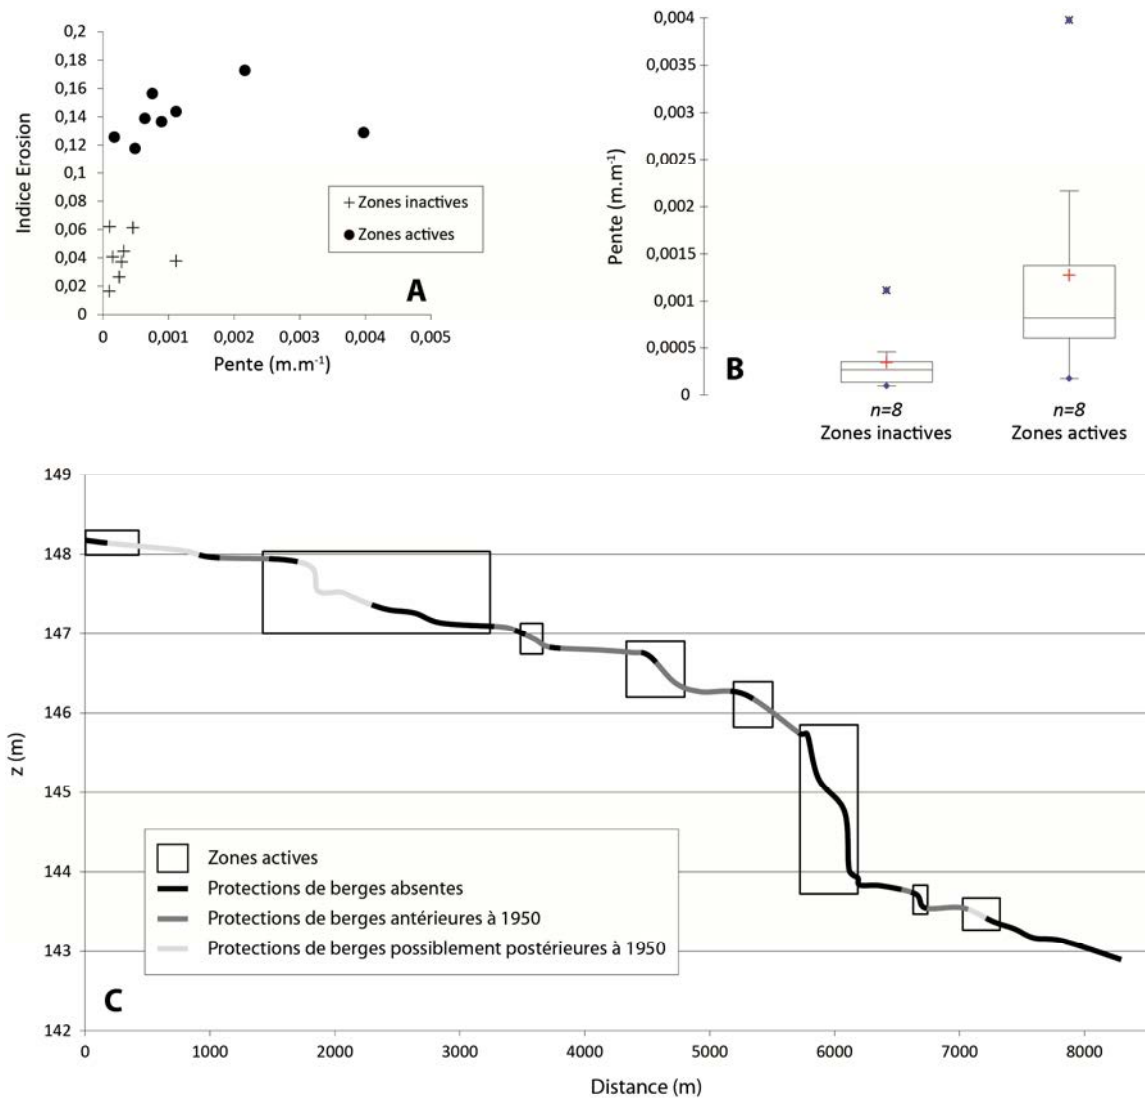 0,2
0,18
0,16
0,14
0,12
0,1
0,08
0,06
0,04
0,02
0
Indice Erosion
0 0,001 0,002 0,003 0,004 0,005
Pente (m.m⁻¹)
Zones inactives
Zones actives
A
0,004
0,0035
0,003
0,0025
0,002
0,0015
0,001
0,0005
0
Pente (m.m⁻¹)
B
n=8 n=8
Zones inactives Zones actives
149
148
147
146
145
144
143
142
z (m)
Zones actives
Protections de berges absentes
Protections de berges antérieures à 1950
Protections de berges possiblement postérieures à 1950
C
0 1000 2000 3000 4000 5000 6000 7000 8000
Distance (m)